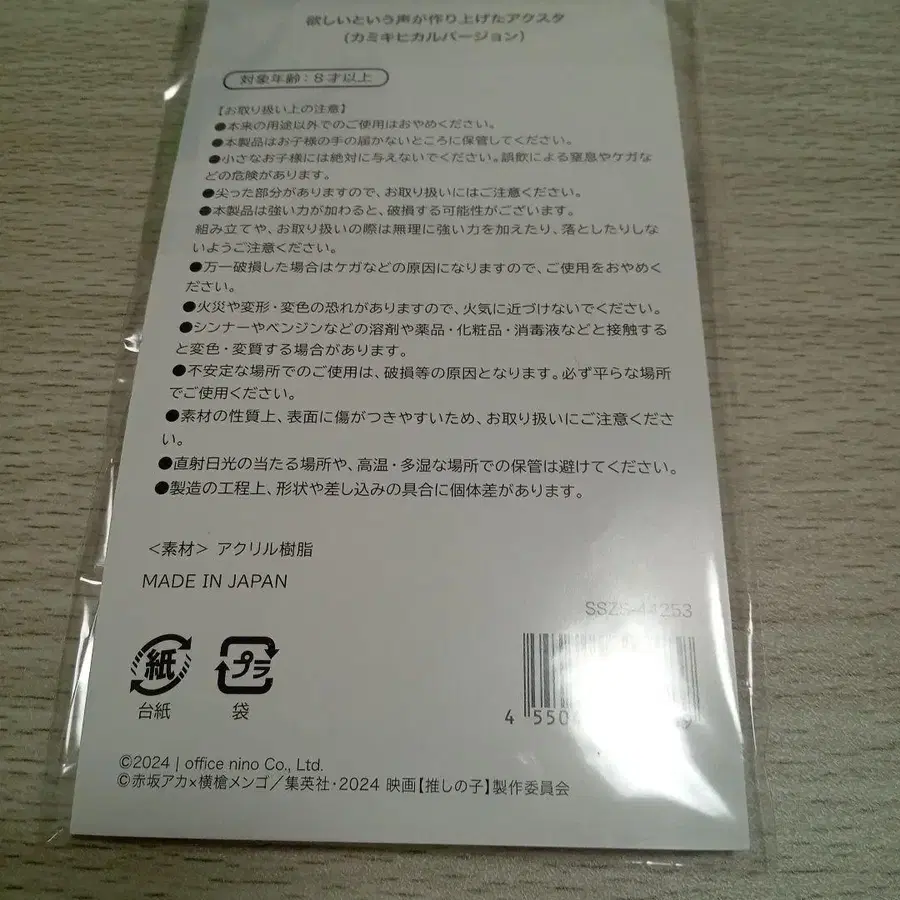 欲しいという声が作り上げたアクスタ
(カミキヒカルバージョン)
対象年齢:8才以上
【お取り扱い上の注意】
●本来の用途以外でのご使用はおやめください。
●本製品はお子様の手の届かないところに保管してください。
●小さなお子様には絶対に与えないでください。誤飲による窒息やケガな
どの危険があります。
●尖った部分がありますので、お取り扱いにはご注意ください。
●本製品は強い力が加わると、破損する可能性がございます。
組み立てや、お取り扱いの際は無理に強い力を加えたり、落としたりしな
いようご注意ください。
●万一破損した場合はケガなどの原因になりますので、ご使用をおやめく
ださい。
●火災や変形・変色の恐れがありますので、火気に近づけないでください。
●シンナーやベンジンなどの溶剤や薬品・化粧品・消毒液などと接触する
と変色・変質する場合があります。
●不安定な場所でのご使用は、破損等の原因となります。必ず平らな場所
でご使用ください。
●素材の性質上、表面に傷がつきやすいため、お取り扱いにご注意くださ
い。
●直射日光の当たる場所や、高温・多湿な場所での保管は避けてください。
●製造の工程上、形状や差し込みの具合に個体差があります。
<素材> アクリル樹脂
MADE IN JAPAN
紙 プラ
台紙 袋
4 550
©2024 | office nino Co., Ltd.
©赤坂アカ×横槍メンゴ/集英社・2024 映画【推しの子】製作委員会